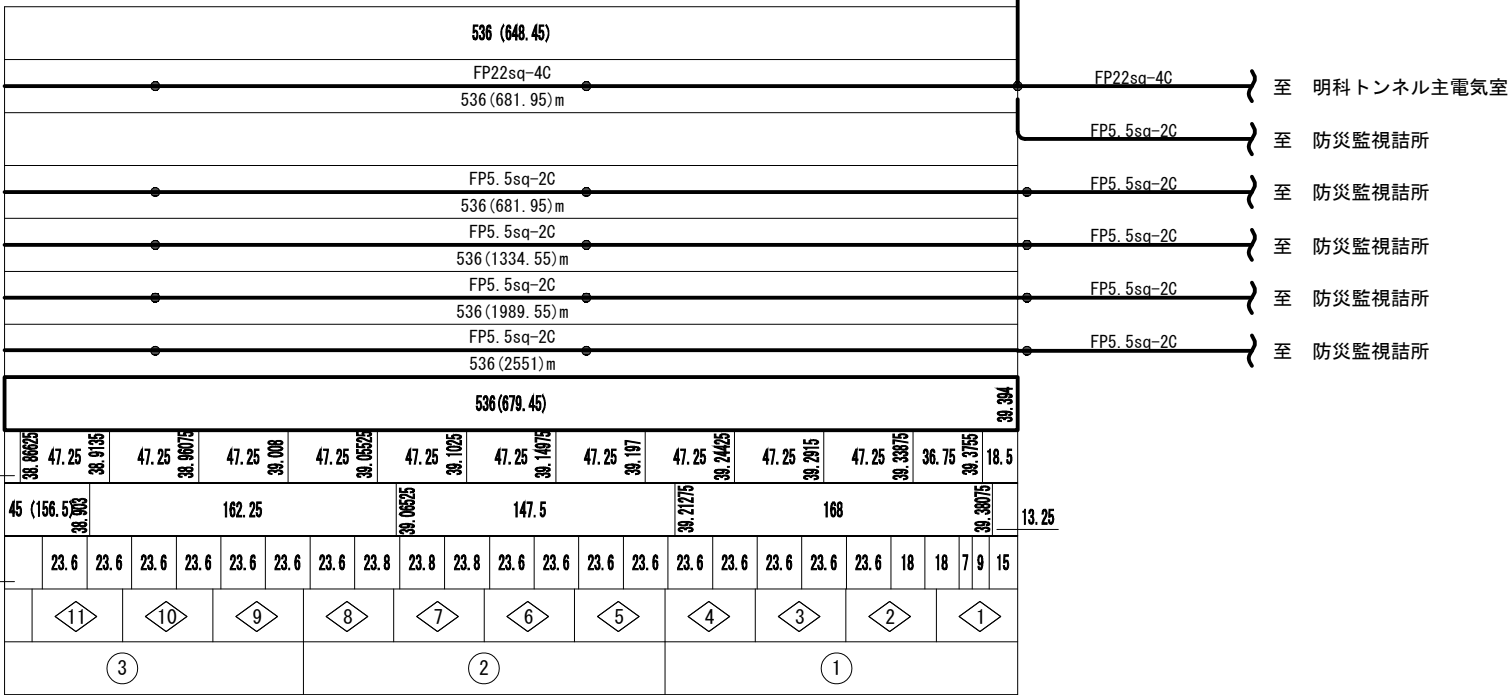 536 (648.45)
FP22sq-4C
536(681.95)m
FP22sq-4C
至 明科トンネル主電気室
FP5.5sq-2C
至 防災監視詰所
FP5.5sq-2C
536(681.95)m
FP5.5sq-2C
至 防災監視詰所
FP5.5sq-2C
536(1334.55)m
FP5.5sq-2C
至 防災監視詰所
FP5.5sq-2C
536(1989.55)m
FP5.5sq-2C
至 防災監視詰所
FP5.5sq-2C
536(2551)m
FP5.5sq-2C
至 防災監視詰所
536(679.45) 39.394
38.86625 47.25 38.9135 47.25 38.96075 47.25 39.008 47.25 39.05525 47.25 39.1025 47.25 39.14975 47.25 39.197 47.25 39.24425 47.25 39.2915 47.25 39.33875 36.75 39.3755 18.5
45 (156.5) 38.903 162.25 39.06525 147.5 39.21275 168 39.38075 13.25
23.6 23.6 23.6 23.6 23.6 23.6 23.6 23.8 23.8 23.8 23.6 23.6 23.6 23.6 23.6 23.6 23.6 23.6 23.6 18 18 7 9 15
11 10 9 8 7 6 5 4 3 2 1
③ ② ①